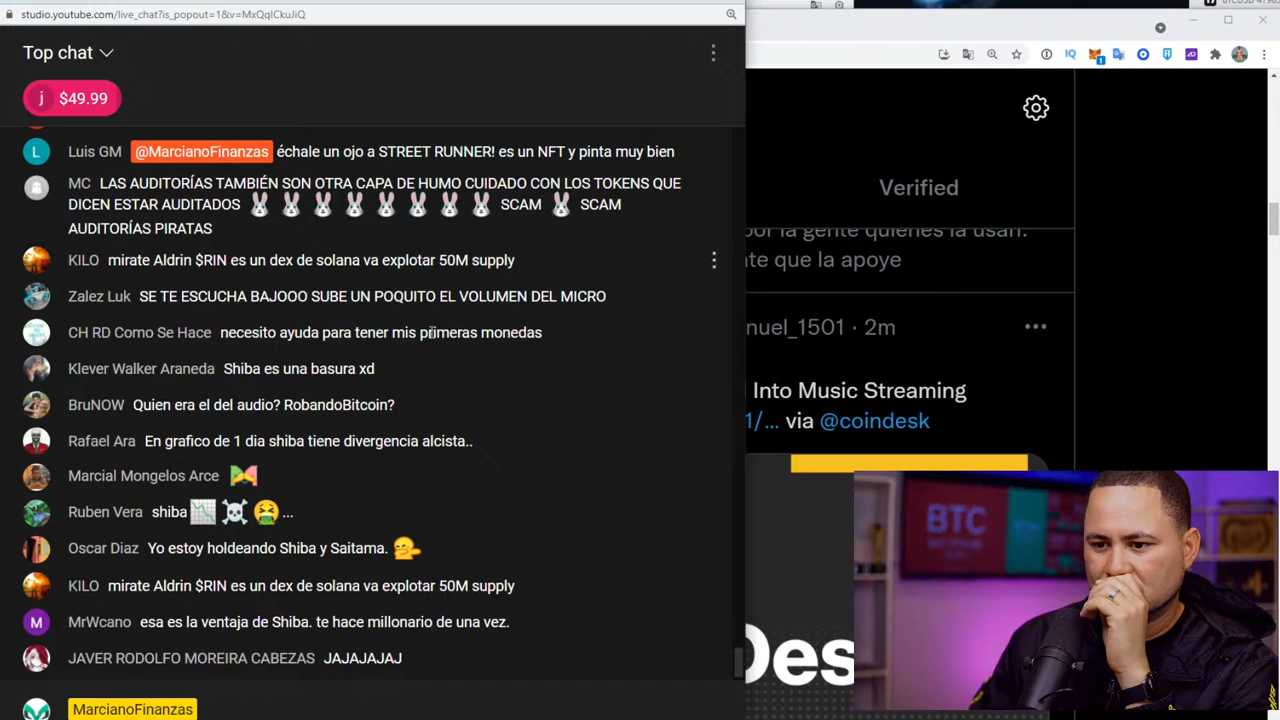 studio.youtube.com/live_chat?is_popout=1&v=MxQqlCkuJiQ
Top chat
j $49.99
L Luis GM @MarcianoFinanzas échale un ojo a STREET RUNNER! es un NFT y pinta muy bien
MC LAS AUDITORÍAS TAMBIÉN SON OTRA CAPA DE HUMO CUIDADO CON LOS TOKENS QUE
DICEN ESTAR AUDITADOS 🐰 🐰 🐰 🐰 🐰 🐰 🐰 🐰 SCAM 🐰 SCAM
AUDITORÍAS PIRATAS
KILO mirate Aldrin $RIN es un dex de solana va explotar 50M supply
Zalez Luk SE TE ESCUCHA BAJOOO SUBE UN POQUITO EL VOLUMEN DEL MICRO
CH RD Como Se Hace necesito ayuda para tener mis primeras monedas
Klever Walker Araneda Shiba es una basura xd
BruNOW Quien era el del audio? RobandoBitcoin?
Rafael Ara En grafico de 1 dia shiba tiene divergencia alcista..
Marcial Mongelos Arce
Ruben Vera shiba 📉 ☠️ 🤮 ...
Oscar Diaz Yo estoy holdeando Shiba y Saitama.
KILO mirate Aldrin $RIN es un dex de solana va explotar 50M supply
M MrWcano esa es la ventaja de Shiba. te hace millonario de una vez.
JAVER RODOLFO MOREIRA CABEZAS JAJAJAJAJ
MarcianoFinanzas
IQ
1
Verified
por la gente quienes la usan.
te que la apoye
nuel_1501 · 2m
Into Music Streaming
1/… via @coindesk
Des
BTC